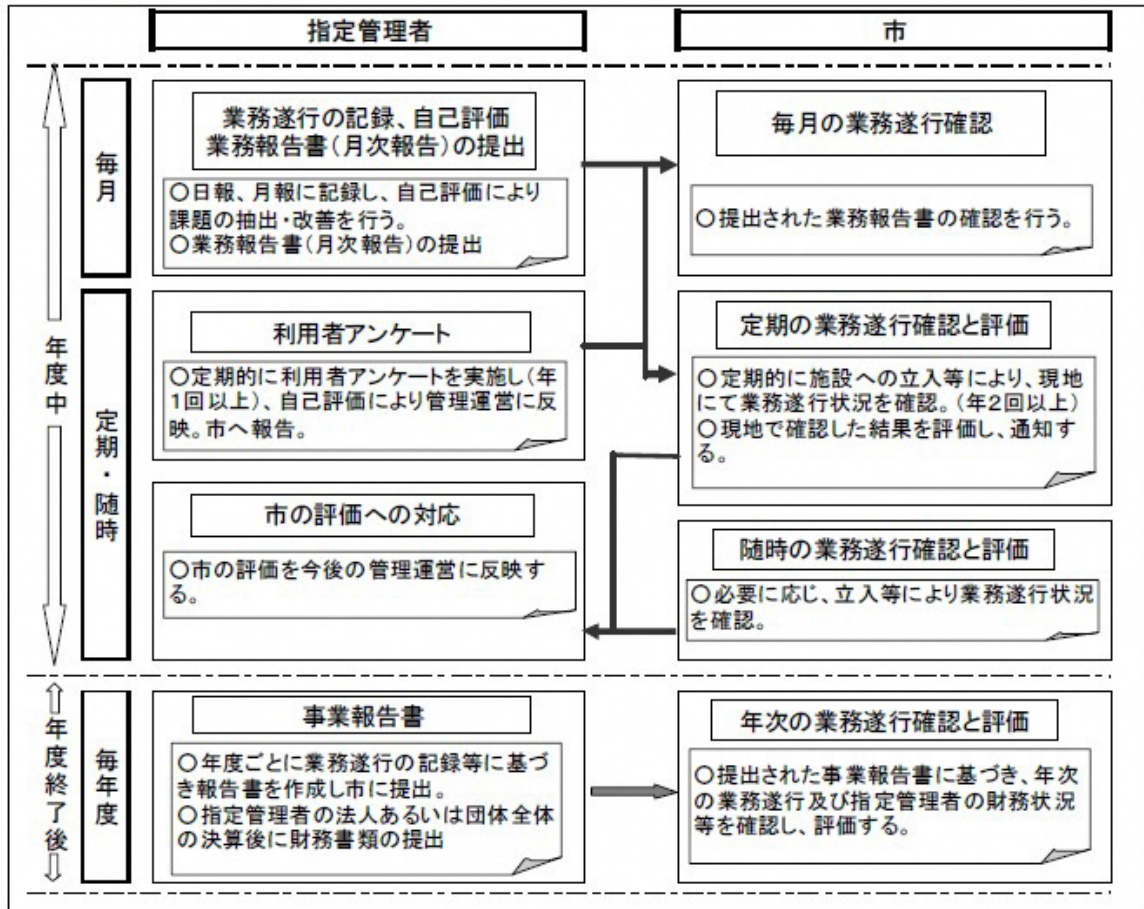 指定管理者
市
年度中
毎月
業務遂行の記録、自己評価
業務報告書(月次報告)の提出
○日報、月報に記録し、自己評価により
課題の抽出・改善を行う。
○業務報告書(月次報告)の提出
毎月の業務遂行確認
○提出された業務報告書の確認を行う。
定期・随時
利用者アンケート
○定期的に利用者アンケートを実施し(年
1回以上)、自己評価により管理運営に反
映。市へ報告。
定期の業務遂行確認と評価
○定期的に施設への立入等により、現地
にて業務遂行状況を確認。(年2回以上)
○現地で確認した結果を評価し、通知す
る。
市の評価への対応
○市の評価を今後の管理運営に反映す
る。
随時の業務遂行確認と評価
○必要に応じ、立入等により業務遂行状況
を確認。
年度終了後
毎年度
事業報告書
○年度ごとに業務遂行の記録等に基づ
き報告書を作成し市に提出。
○指定管理者の法人あるいは団体全体
の決算後に財務書類の提出
年次の業務遂行確認と評価
○提出された事業報告書に基づき、年次
の業務遂行及び指定管理者の財務状況
等を確認し、評価する。